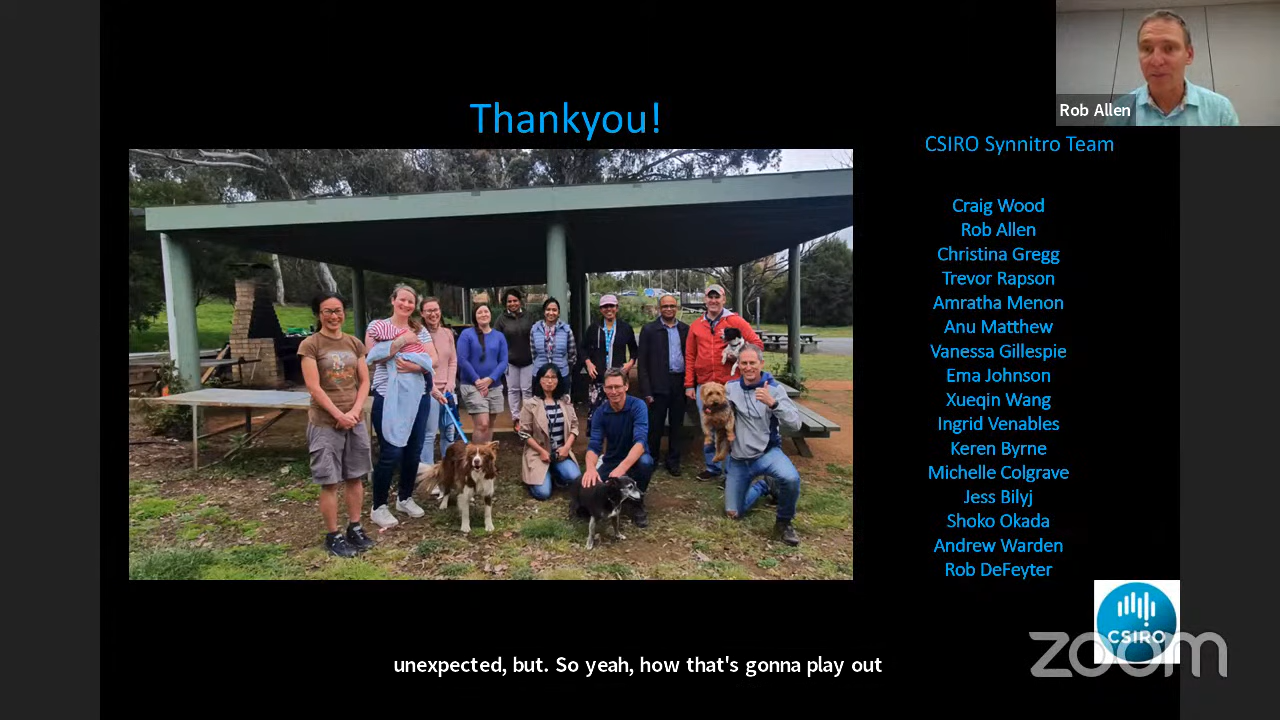 Thankyou!
Rob Allen
CSIRO Synnitro Team
Craig Wood
Rob Allen
Christina Gregg
Trevor Rapson
Amratha Menon
Anu Matthew
Vanessa Gillespie
Ema Johnson
Xueqin Wang
Ingrid Venables
Keren Byrne
Michelle Colgrave
Jess Bilyj
Shoko Okada
Andrew Warden
Rob DeFeyter
CSIRO
zoom
unexpected, but. So yeah, how that's gonna play out